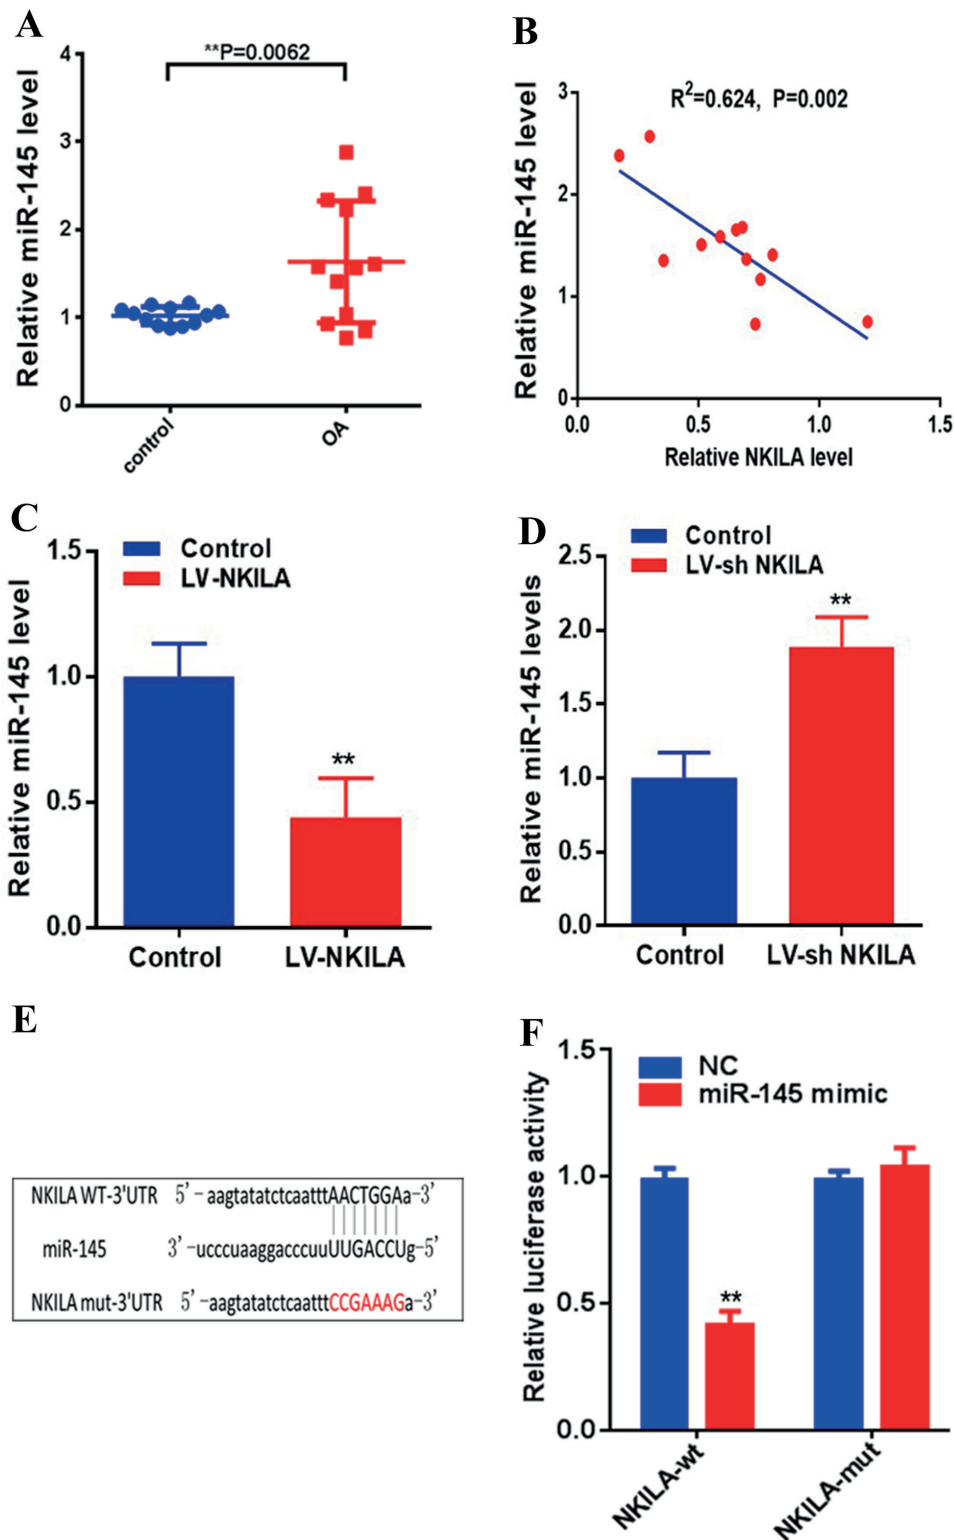 A
**P=0.0062
Relative miR-145 level
4
3
2
1
0
control
OA
B
R²=0.624, P=0.002
Relative miR-145 level
3
2
1
0
0.0
0.5
1.0
1.5
Relative NKILA level
C
Control
LV-NKILA
Relative miR-145 level
1.5
1.0
0.5
0.0
**
Control
LV-NKILA
D
Control
LV-sh NKILA
Relative miR-145 levels
2.5
2.0
1.5
1.0
0.5
0.0
**
Control
LV-sh NKILA
E
NKILA WT-3'UTR 5'-aagtatatctcaatttAACTGGAa-3'
miR-145 3'-ucccuaaggacccuuUUGACCUg-5'
NKILA mut-3'UTR 5'-aagtatatctcaatttCCGAAAGa-3'
F
NC
miR-145 mimic
Relative luciferase activity
1.5
1.0
0.5
0.0
**
NKILA-wt
NKILA-mut